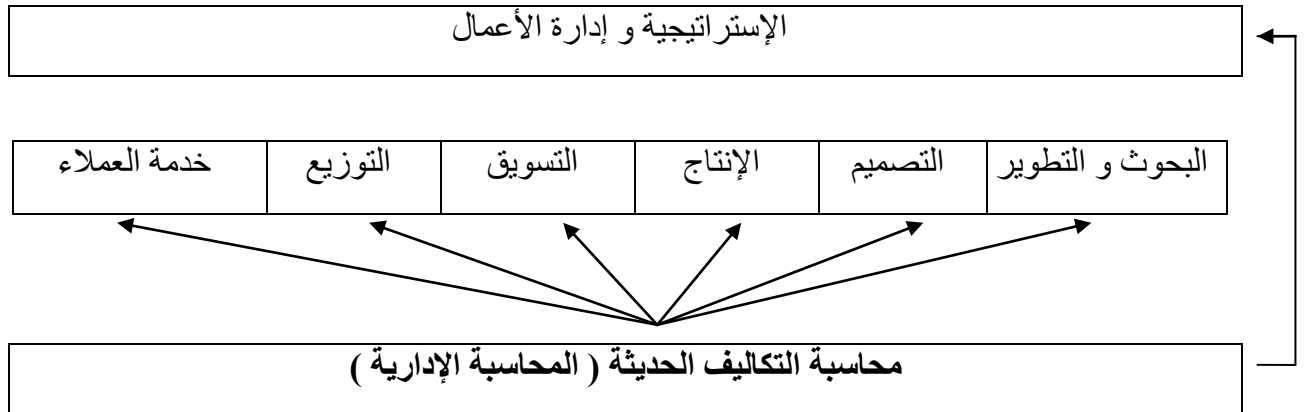 الإستراتيجية و إدارة الأعمال
البحوث و التطوير
التصميم
الإنتاج
التسويق
التوزيع
خدمة العملاء
محاسبة التكاليف الحديثة ( المحاسبة الإدارية )